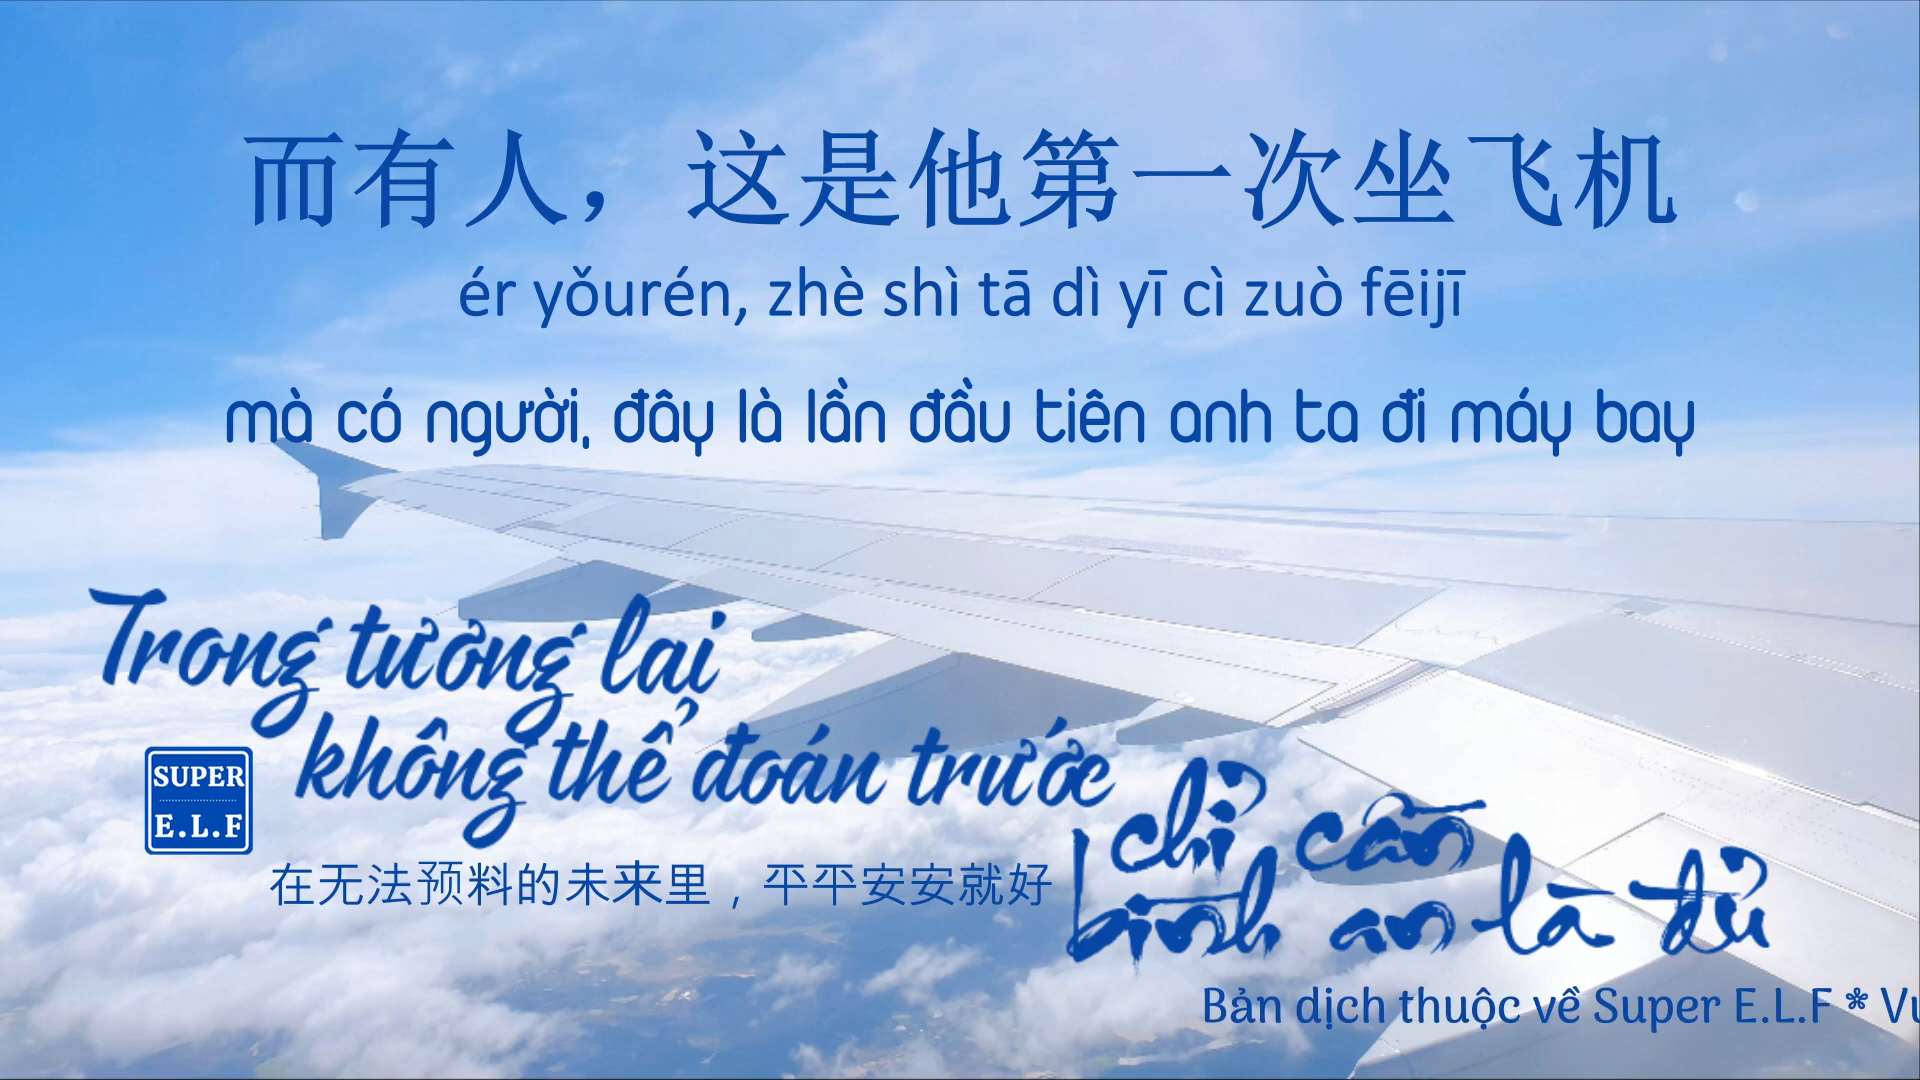 而有人，这是他第一次坐飞机
ér yǒurén, zhè shì tā dì yī cì zuò fēijī
mà có người, đây là lần đầu tiên anh ta đi máy bay
Trong tương lai
không thể đoán trước
SUPER
E.L.F
chỉ cần
bình an là đủ
在无法预料的未来里，平平安安就好
Bản dịch thuộc về Super E.L.F * Vu